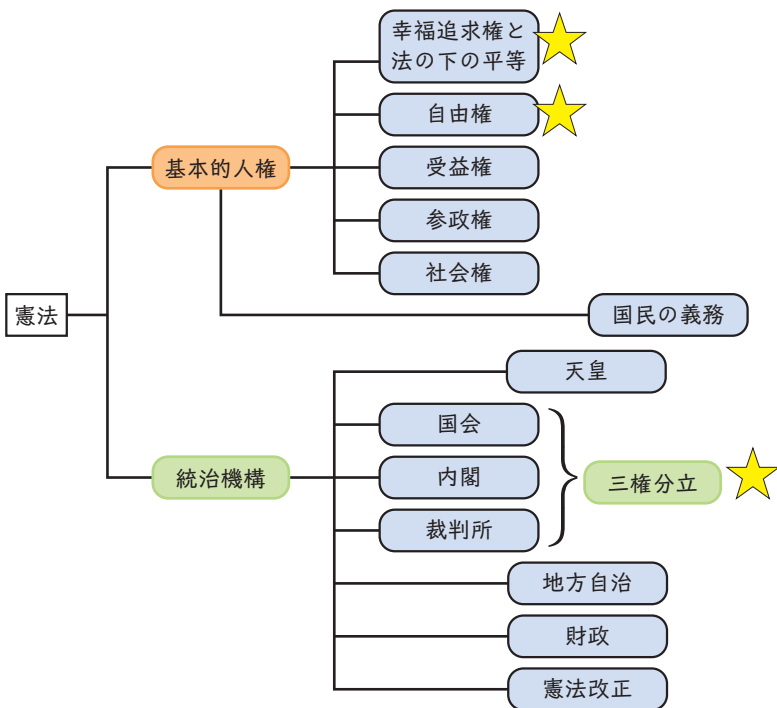 幸福追求権と
法の下の平等
自由権
基本的人権
受益権
参政権
社会権
憲法
国民の義務
天皇
国会
統治機構
内閣
三権分立
裁判所
地方自治
財政
憲法改正